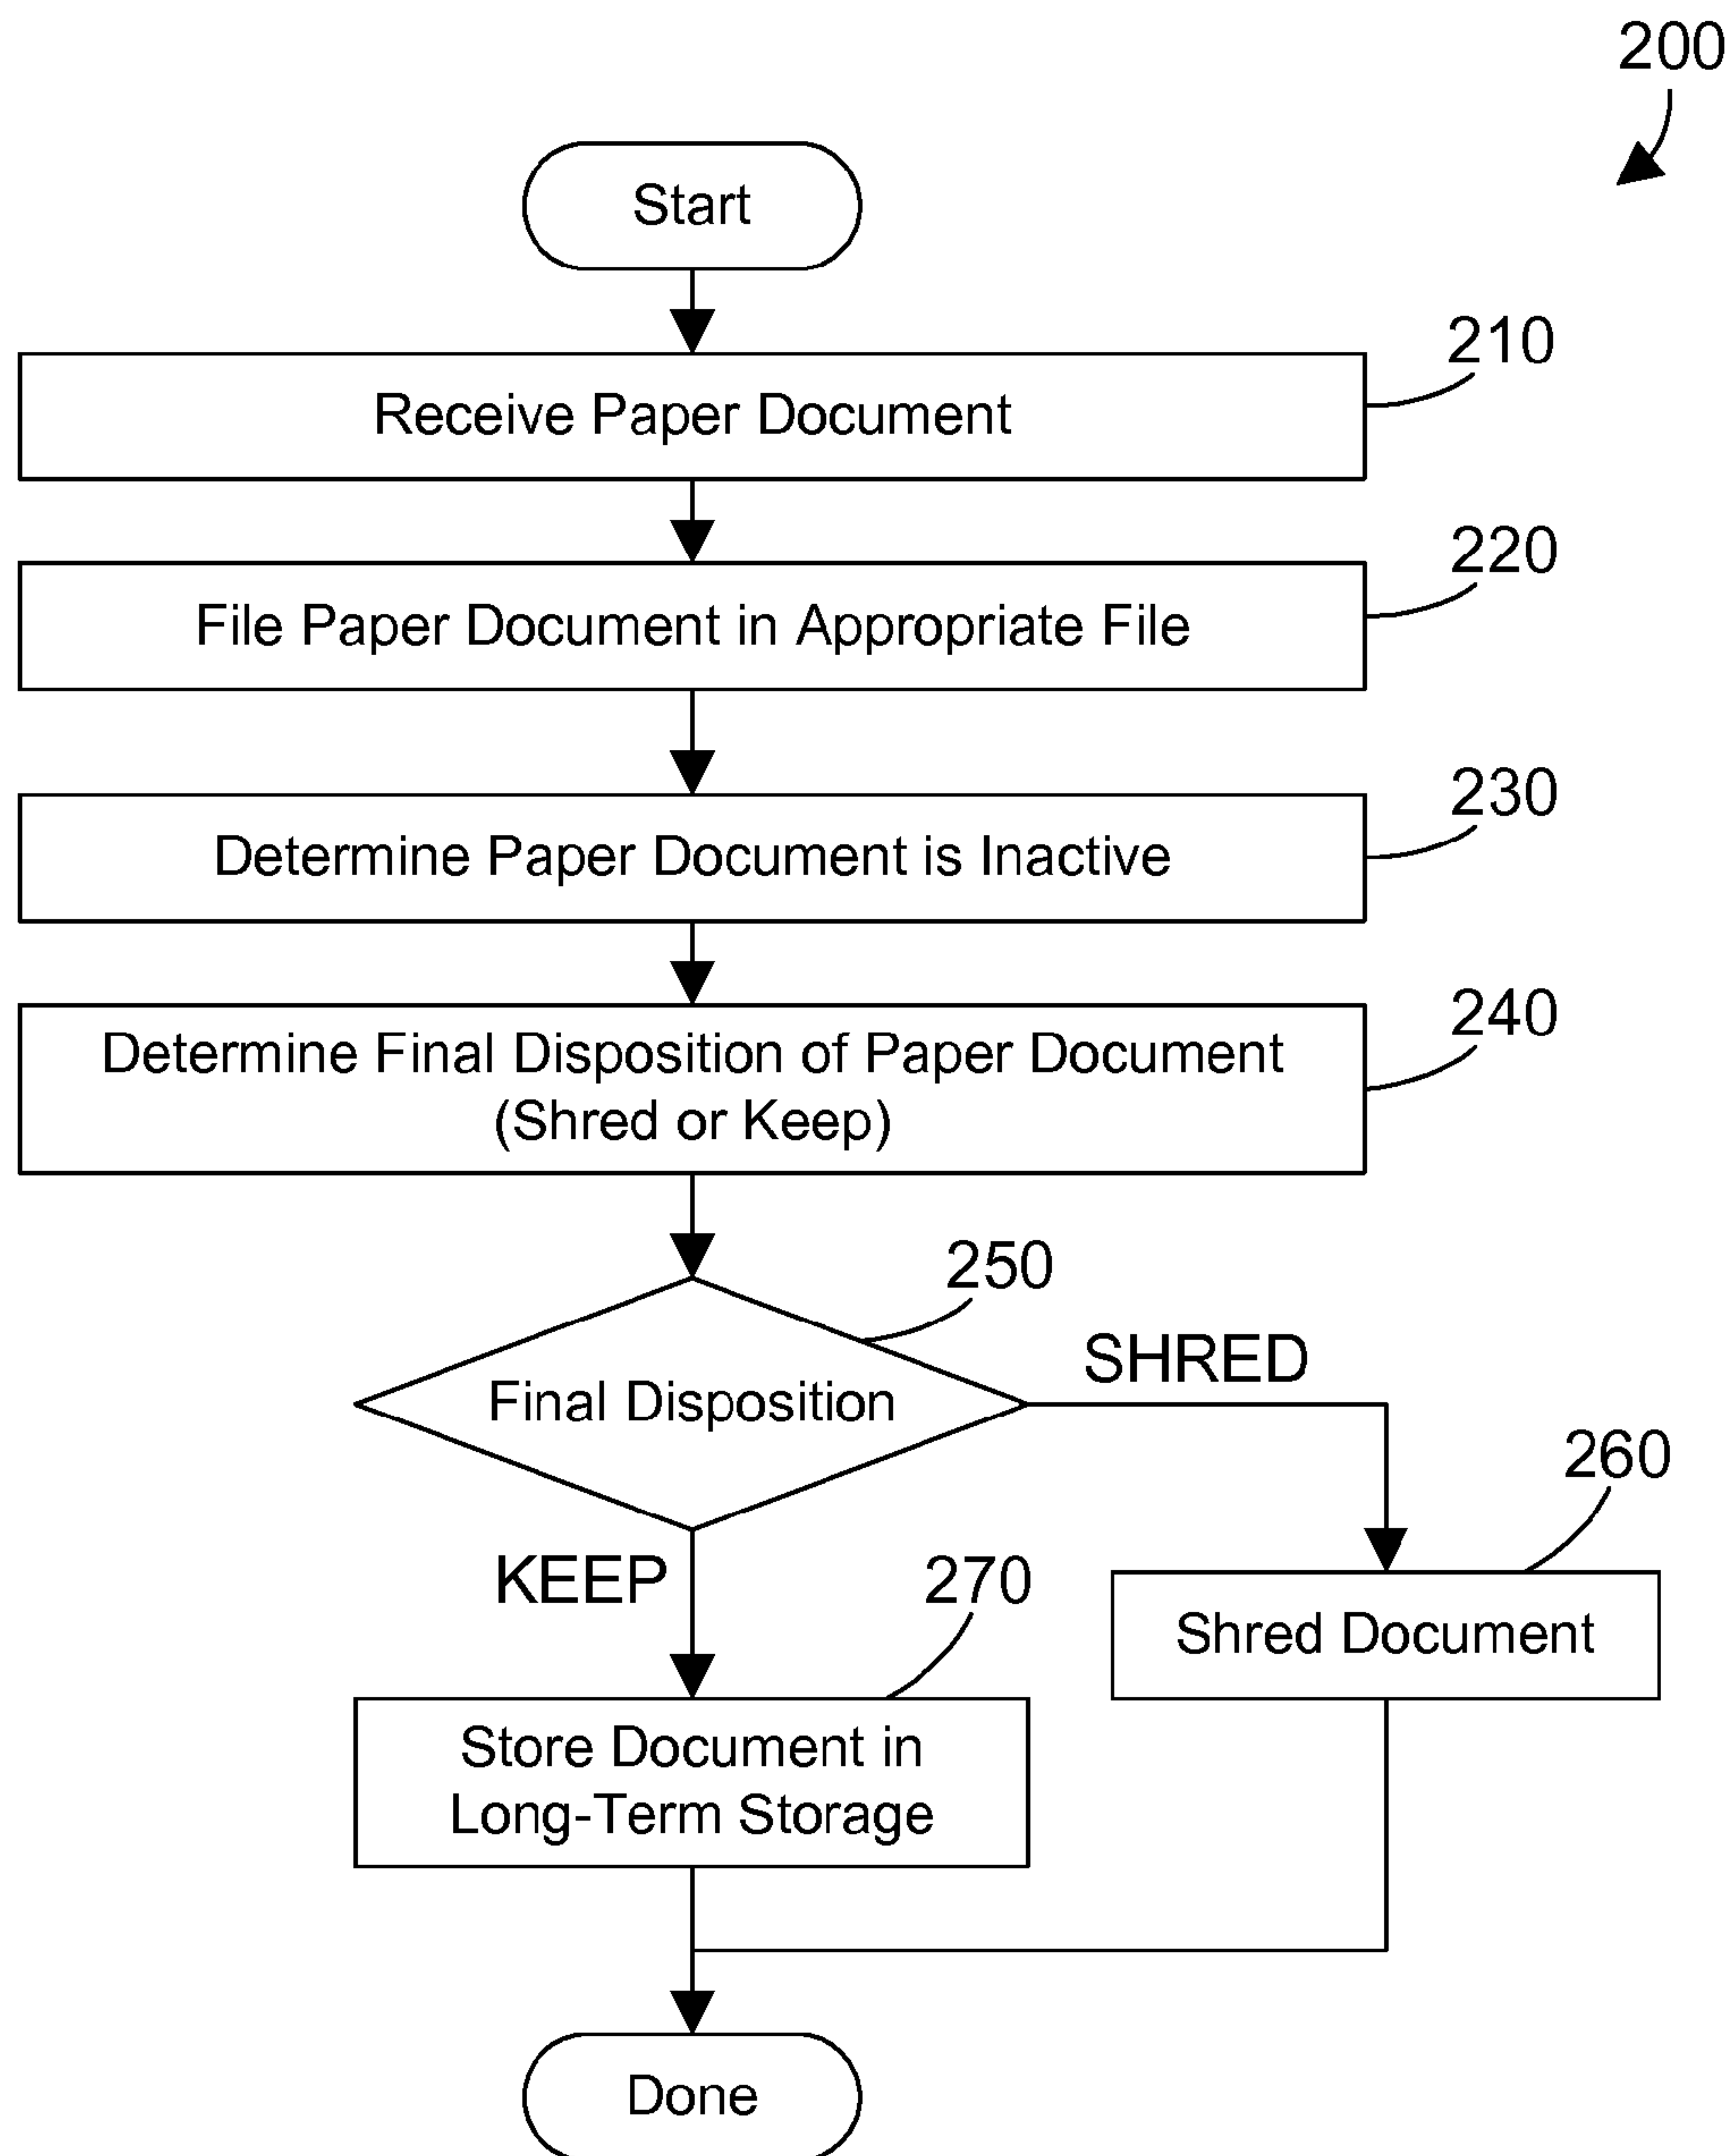 200
Start
210
Receive Paper Document
220
File Paper Document in Appropriate File
230
Determine Paper Document is Inactive
240
Determine Final Disposition of Paper Document
(Shred or Keep)
250
Final Disposition
SHRED
260
Shred Document
KEEP
270
Store Document in
Long-Term Storage
Done